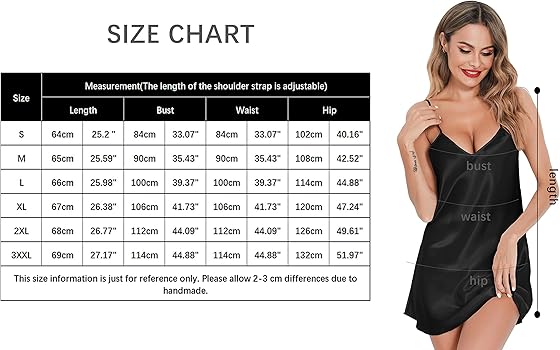 SIZE CHART
Size Measurement(The length of the shoulder strap is adjustable)
Length Bust Waist Hip
S 64cm 25.2 " 84cm 33.07" 84cm 33.07" 102cm 40.16"
M 65cm 25.59" 90cm 35.43" 90cm 35.43" 108cm 42.52"
L 66cm 25.98" 100cm 39.37" 100cm 39.37" 114cm 44.88"
XL 67cm 26.38" 106cm 41.73" 106cm 41.73" 120cm 47.24"
2XL 68cm 26.77" 112cm 44.09" 112cm 44.09" 126cm 49.61"
3XXL 69cm 27.17" 114cm 44.88" 114cm 44.88" 132cm 51.97"
This size information is just for reference only. Please allow 2-3 cm differences due to
handmade.
bust
waist
hip
length